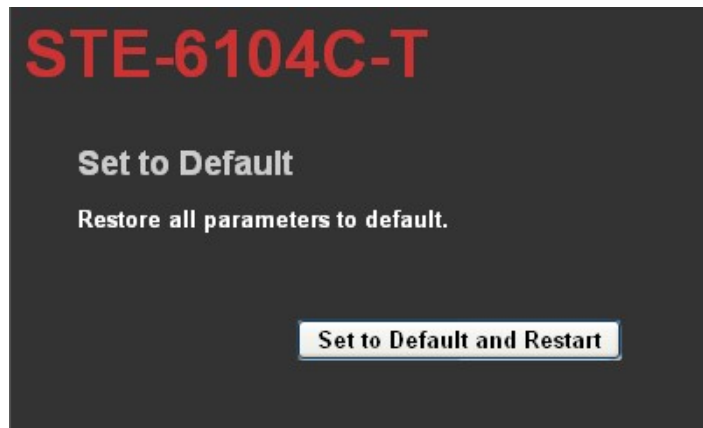 STE-6104C-T
Set to Default
Restore all parameters to default.
Set to Default and Restart